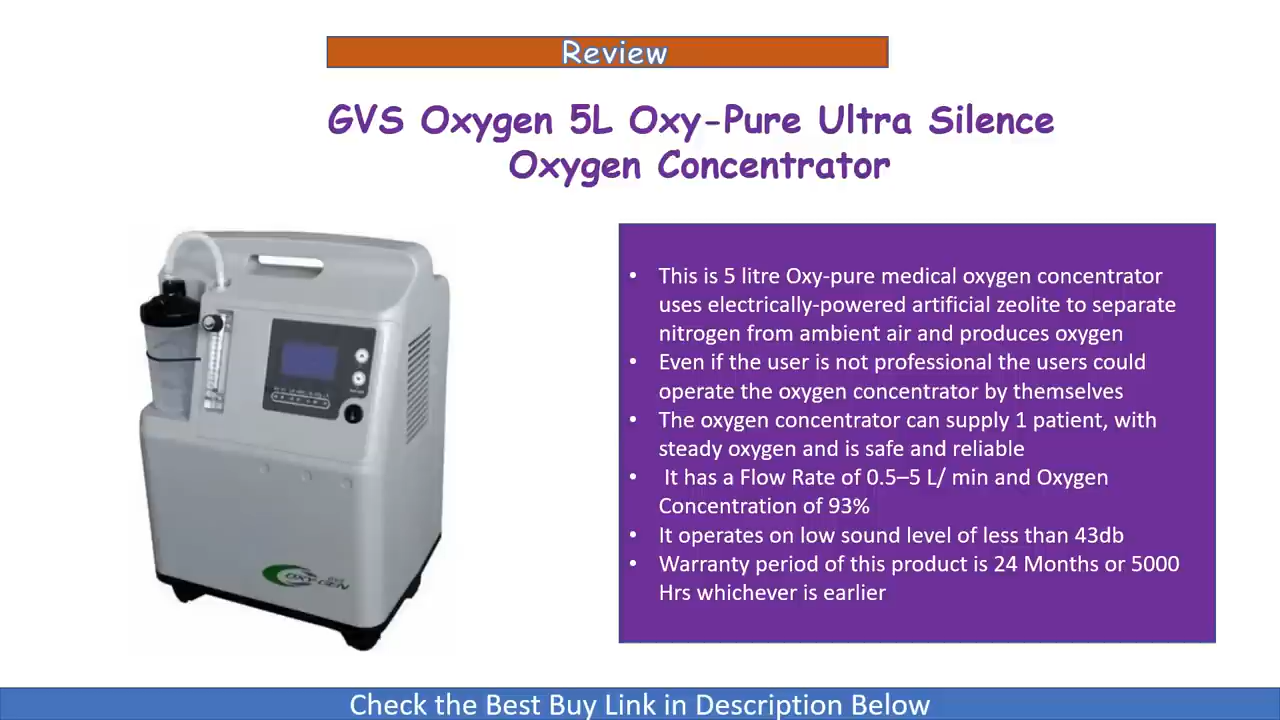 Review
GVS Oxygen 5L Oxy-Pure Ultra Silence
Oxygen Concentrator
• This is 5 litre Oxy-pure medical oxygen concentrator
uses electrically-powered artificial zeolite to separate
nitrogen from ambient air and produces oxygen
• Even if the user is not professional the users could
operate the oxygen concentrator by themselves
• The oxygen concentrator can supply 1 patient, with
steady oxygen and is safe and reliable
• It has a Flow Rate of 0.5–5 L/ min and Oxygen
Concentration of 93%
• It operates on low sound level of less than 43db
• Warranty period of this product is 24 Months or 5000
Hrs whichever is earlier
GVS
OXY-GEN
Check the Best Buy Link in Description Below